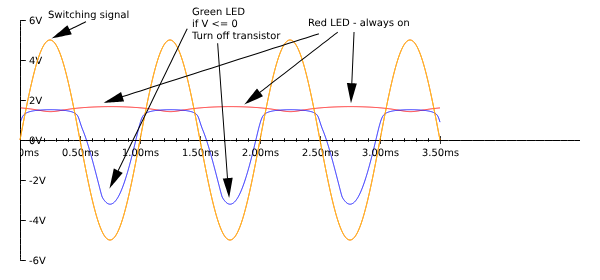 Switching signal
Green LED
if V <= 0
Turn off transistor
Red LED - always on
6V
4V
2V
0V
-2V
-4V
-6V
0ms 0.50ms 1.00ms 1.50ms 2.00ms 2.50ms 3.00ms 3.50ms